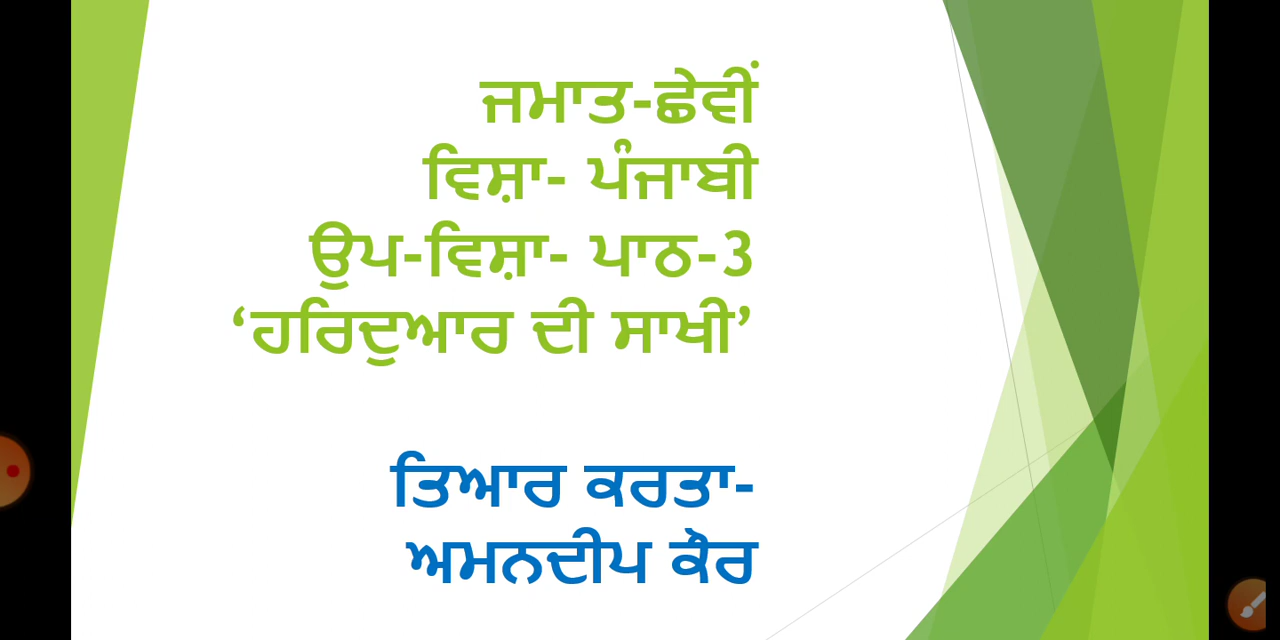 ਜਮਾਤ-ਛੇਵੀਂ
ਵਿਸ਼ਾ- ਪੰਜਾਬੀ
ਉਪ-ਵਿਸ਼ਾ- ਪਾਠ-3
‘ਹਰਿਦੁਆਰ ਦੀ ਸਾਖੀ’
ਤਿਆਰ ਕਰਤਾ-
ਅਮਨਦੀਪ ਕੌਰ